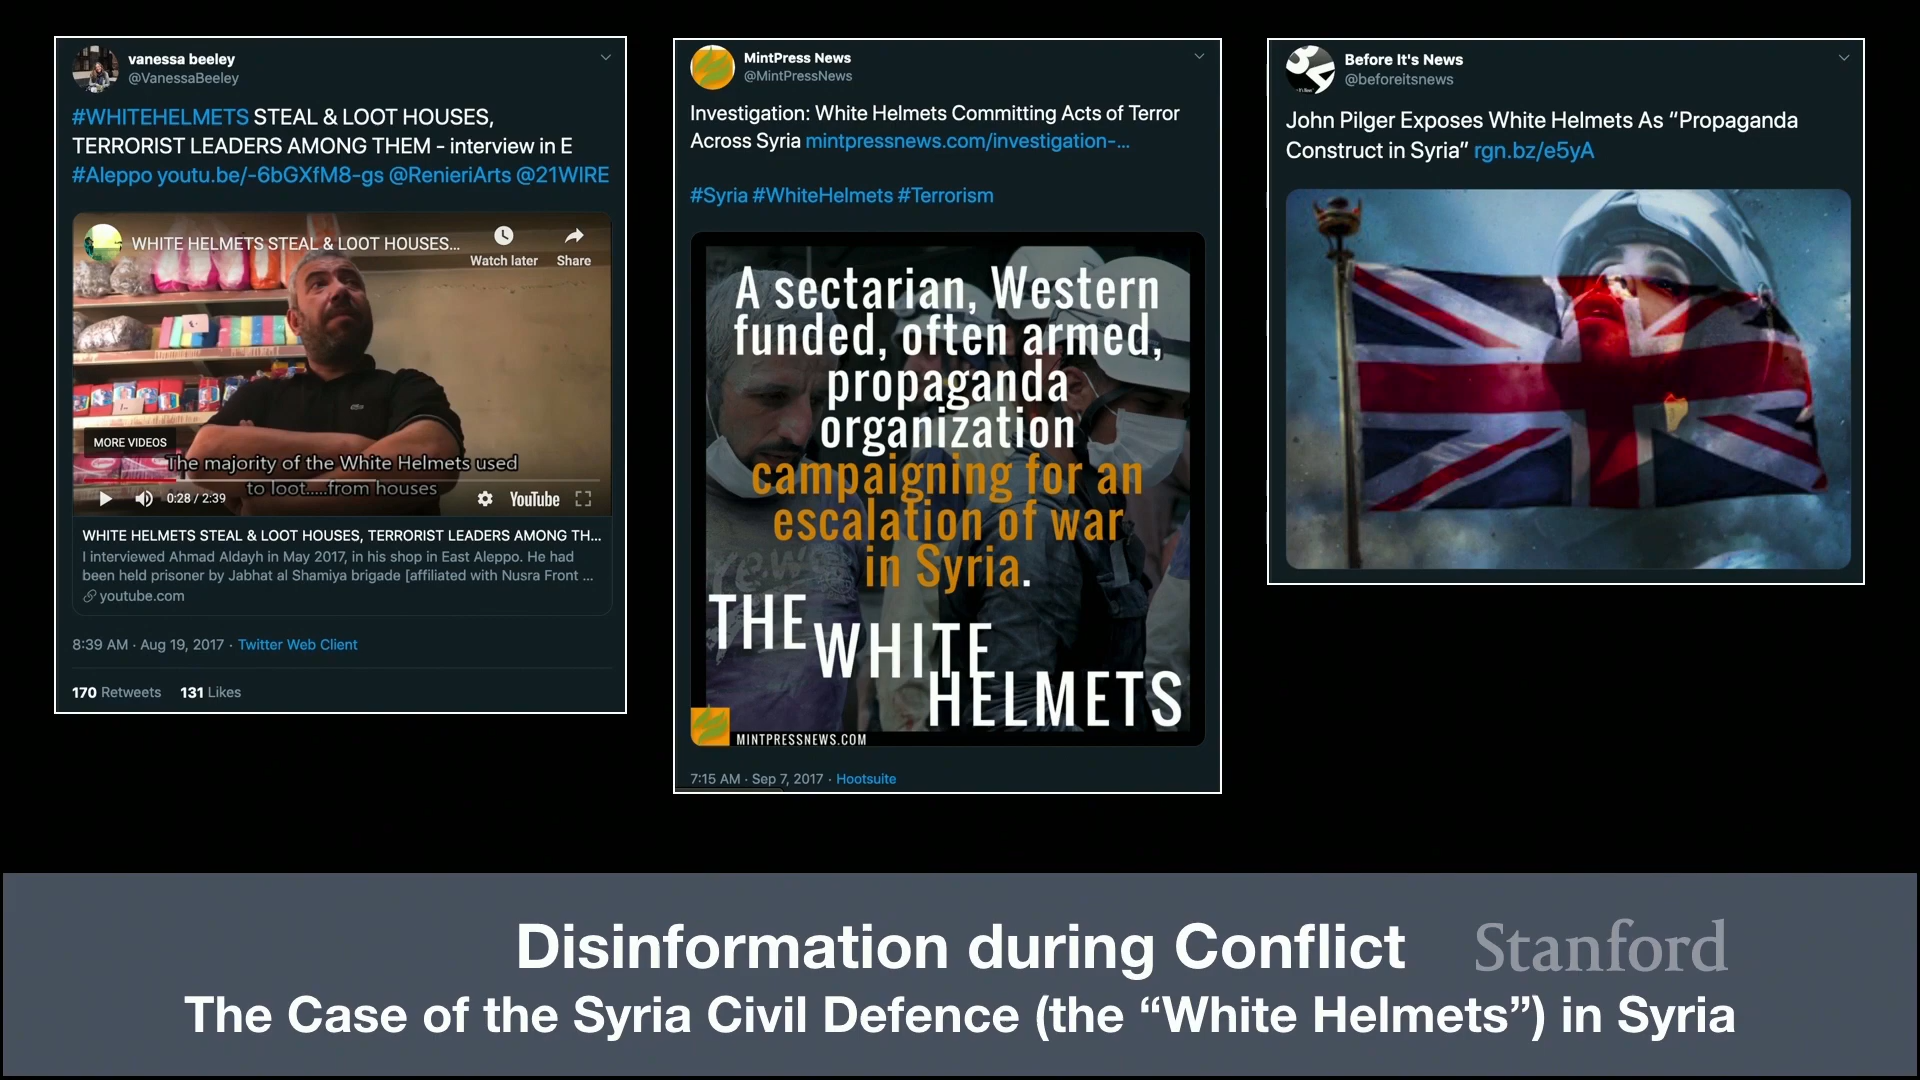 vanessa beeley
@VanessaBeeley
#WHITEHELMETS STEAL & LOOT HOUSES,
TERRORIST LEADERS AMONG THEM - interview in E
#Aleppo youtu.be/-6bGXfM8-gs @RenieriArts @21WIRE
WHITE HELMETS STEAL & LOOT HOUSES...
Watch later
Share
MORE VIDEOS
The majority of the White Helmets used
to loot.....from houses
0:28 / 2:39
YouTube
WHITE HELMETS STEAL & LOOT HOUSES, TERRORIST LEADERS AMONG TH...
I interviewed Ahmad Aldayh in May 2017, in his shop in East Aleppo. He had
been held prisoner by Jabhat al Shamiya brigade [affiliated with Nusra Front ...
youtube.com
8:39 AM · Aug 19, 2017 · Twitter Web Client
170 Retweets 131 Likes
MintPress News
@MintPressNews
Investigation: White Helmets Committing Acts of Terror
Across Syria mintpressnews.com/investigation-...
#Syria #WhiteHelmets #Terrorism
A sectarian, Western
funded, often armed,
propaganda
organization
campaigning for an
escalation of war
in Syria.
THE
WHITE
HELMETS
MINTPRESSNEWS.COM
7:15 AM · Sep 7, 2017 · Hootsuite
Before It's News
@beforeitsnews
John Pilger Exposes White Helmets As “Propaganda
Construct in Syria” rgn.bz/e5yA
Disinformation during Conflict
Stanford
The Case of the Syria Civil Defence (the “White Helmets”) in Syria